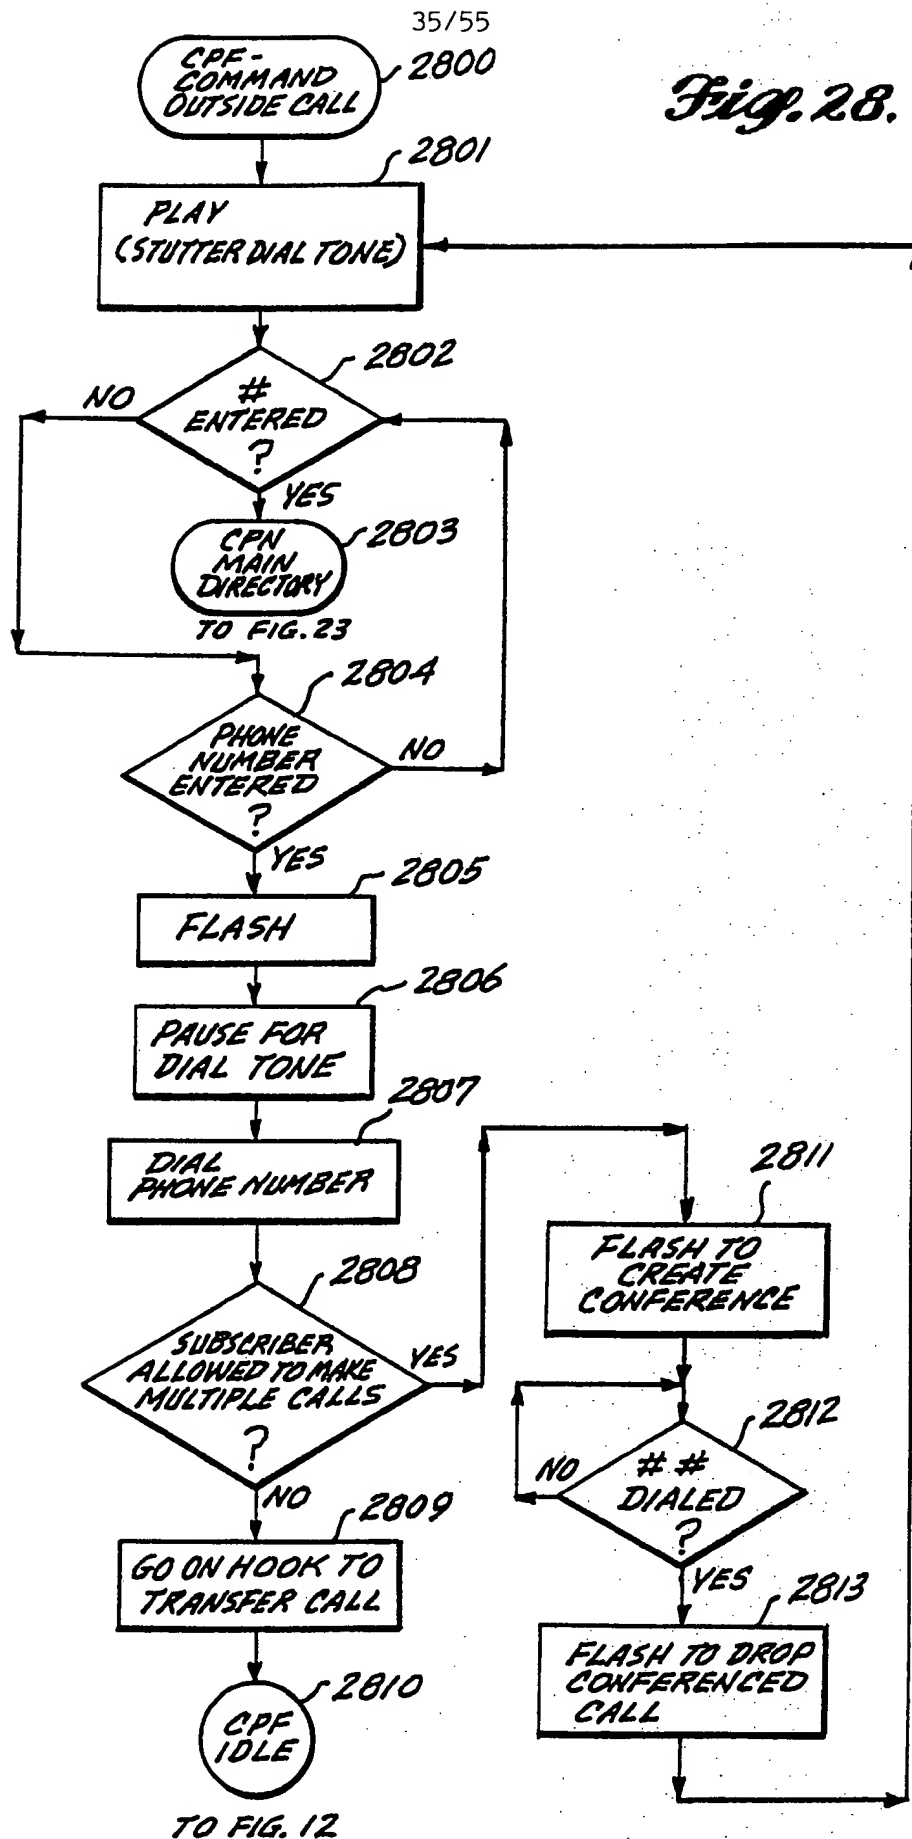 35/55
CPF-
COMMAND
OUTSIDE CALL
2800
Fig. 28.
2801
PLAY
(STUTTER DIAL TONE)
2802
#
ENTERED
?
NO
YES
2803
CPN
MAIN
DIRECTORY
TO FIG. 23
2804
PHONE
NUMBER
ENTERED
?
NO
YES
2805
FLASH
2806
PAUSE FOR
DIAL TONE
2807
DIAL
PHONE NUMBER
2808
SUBSCRIBER
ALLOWED TO MAKE
MULTIPLE CALLS
?
YES
NO
2809
GO ON HOOK TO
TRANSFER CALL
2810
CPF
IDLE
TO FIG. 12
2811
FLASH TO
CREATE
CONFERENCE
2812
# #
DIALED
?
NO
YES
2813
FLASH TO DROP
CONFERENCED
CALL